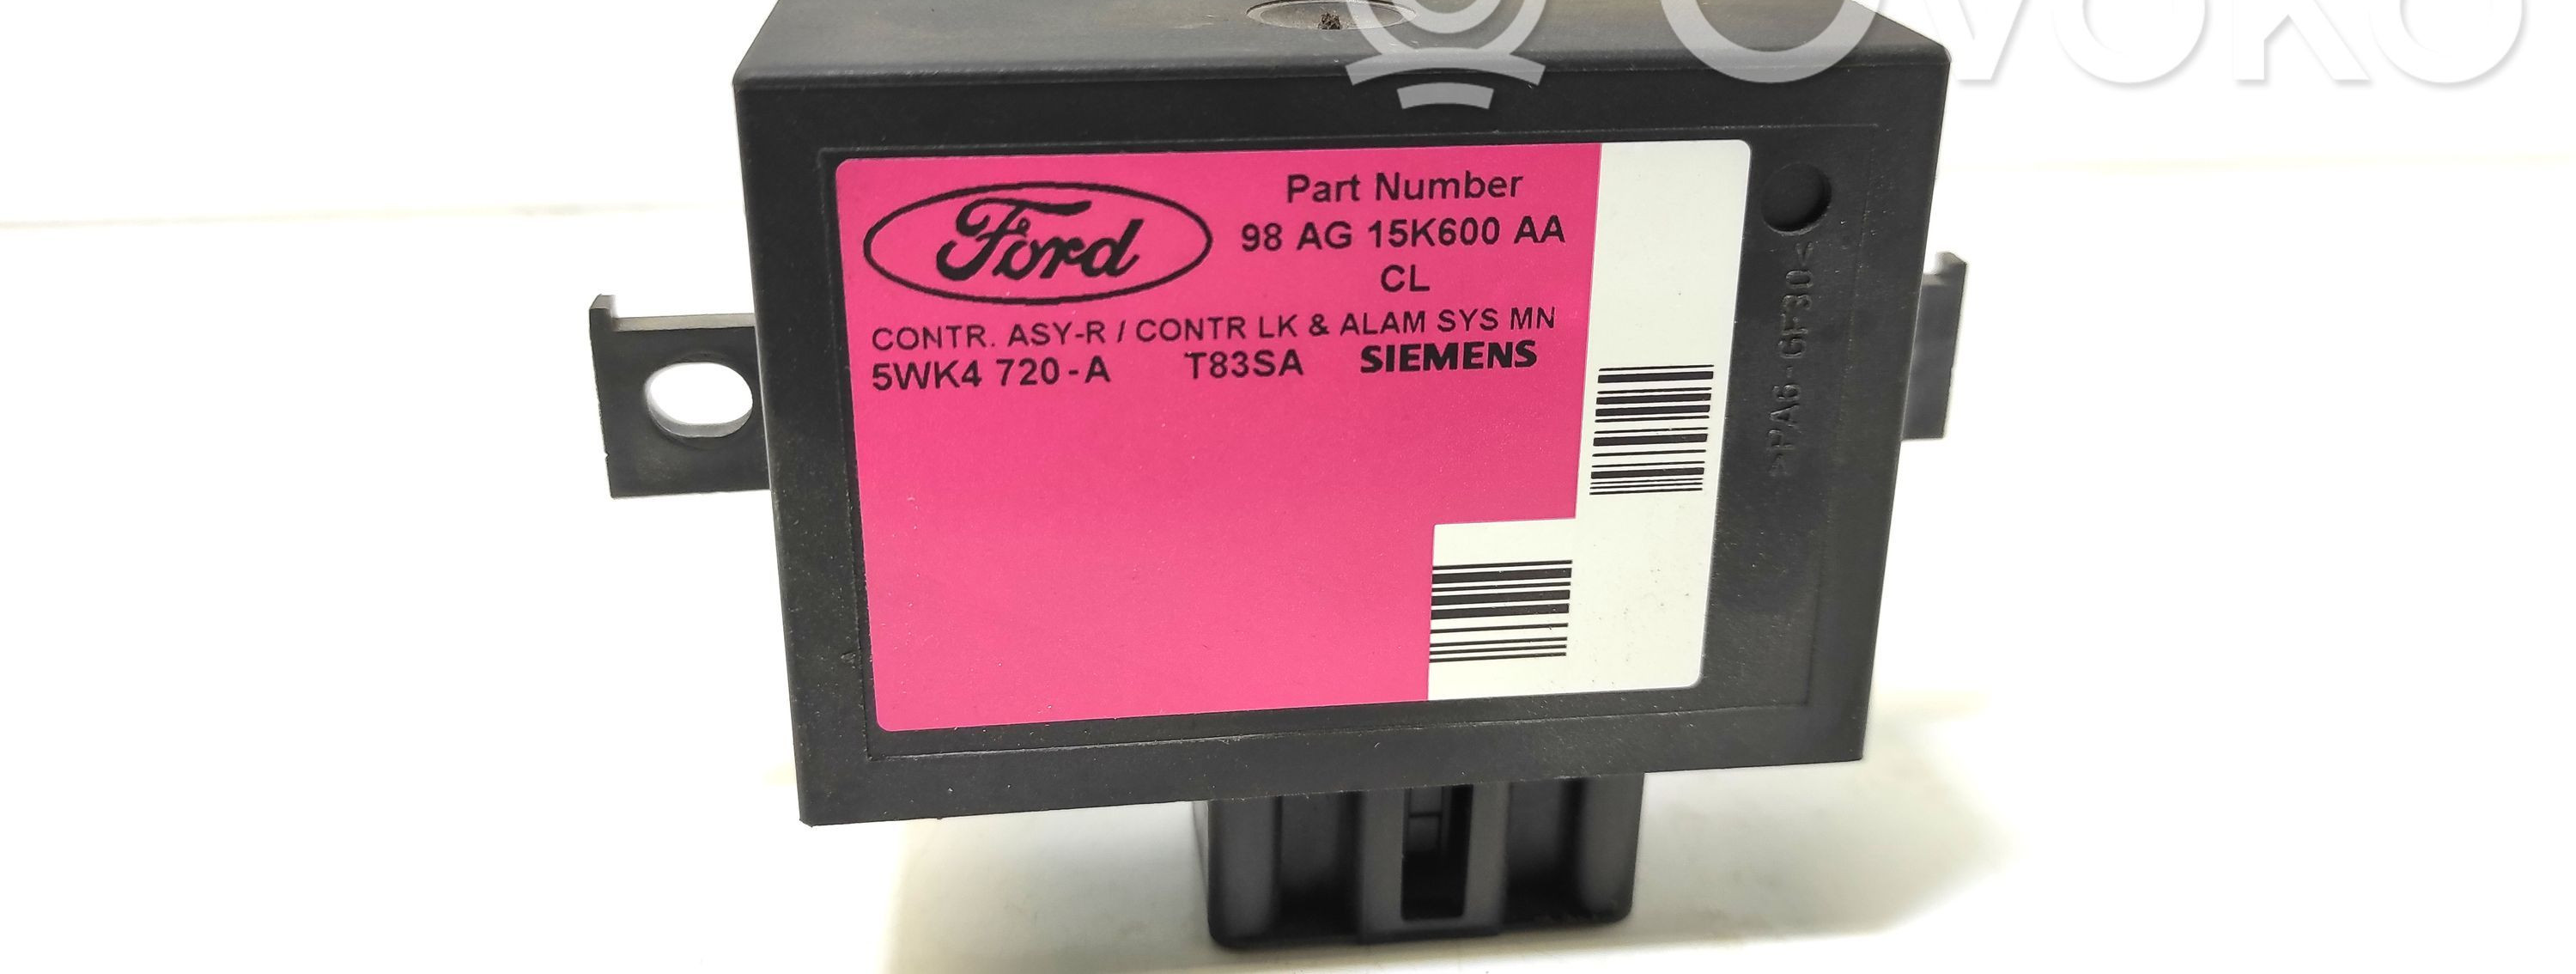 OVOKO
Ford
Part Number
98 AG 15K600 AA
CL
CONTR. ASY-R / CONTR LK & ALAM SYS MN
5WK4 720-A T83SA SIEMENS
>PA6-GF30<